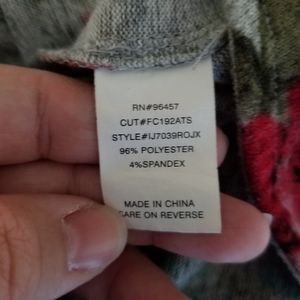 RN#96457
CUT#FC192ATS
STYLE#IJ7039ROJX
96% POLYESTER
4%SPANDEX
MADE IN CHINA
CARE ON REVERSE